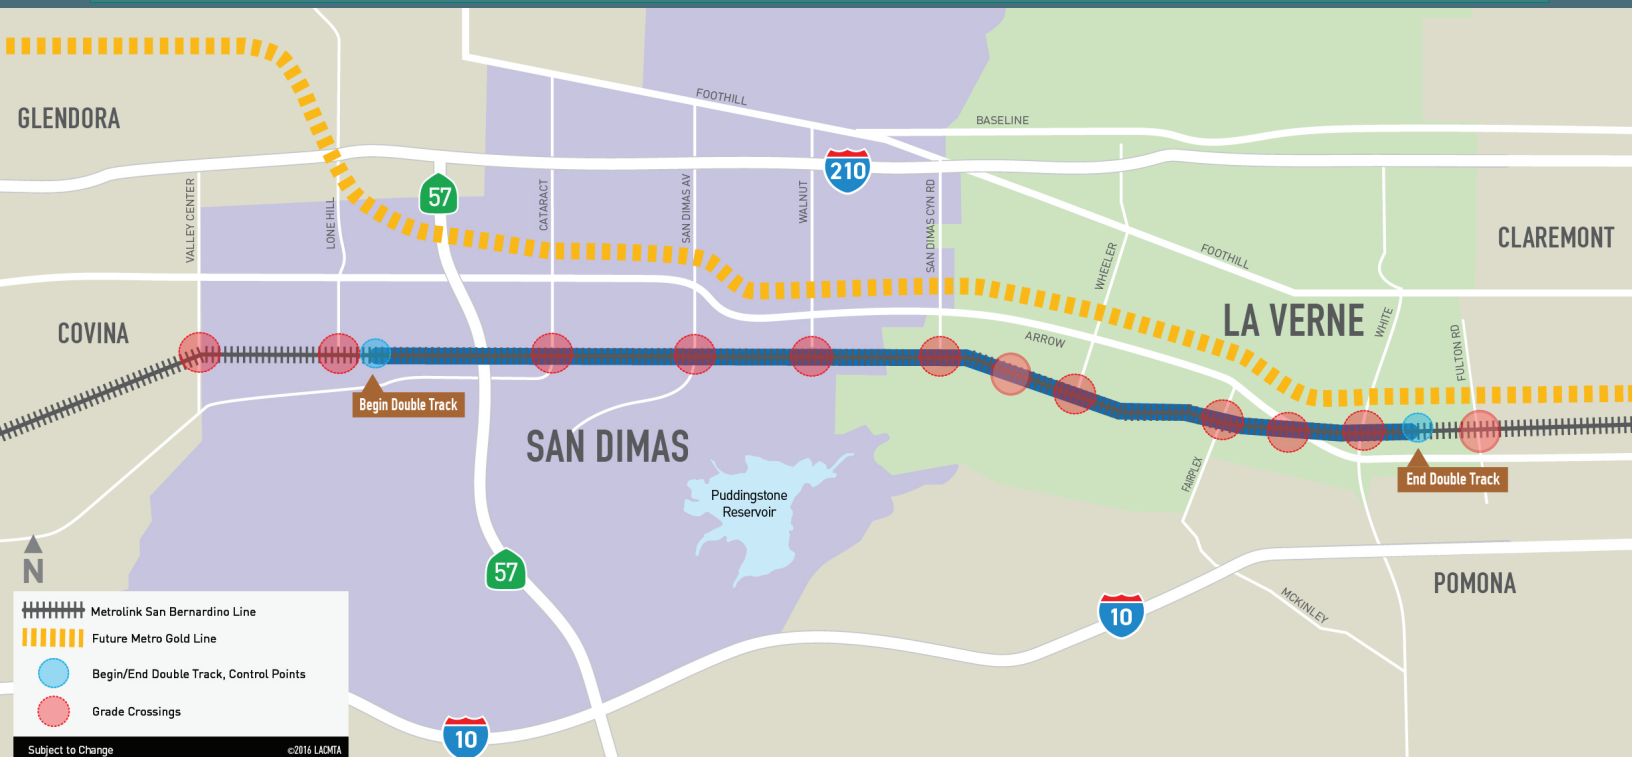 FOOTHILL
BASELINE
GLENDORA
210
57
VALLEY CENTER
LONE HILL
CATARACT
SAN DIMAS AV
WALNUT
SAN DIMAS CYN RD
WHEELER
FOOTHILL
CLAREMONT
COVINA
ARROW
LA VERNE
WHITE
FULTON RD
Begin Double Track
SAN DIMAS
FAIRPLEX
End Double Track
Puddingstone
Reservoir
N
57
POMONA
10
MCKINLEY
Metrolink San Bernardino Line
Future Metro Gold Line
Begin/End Double Track, Control Points
Grade Crossings
10
Subject to Change
©2016 LACMTA